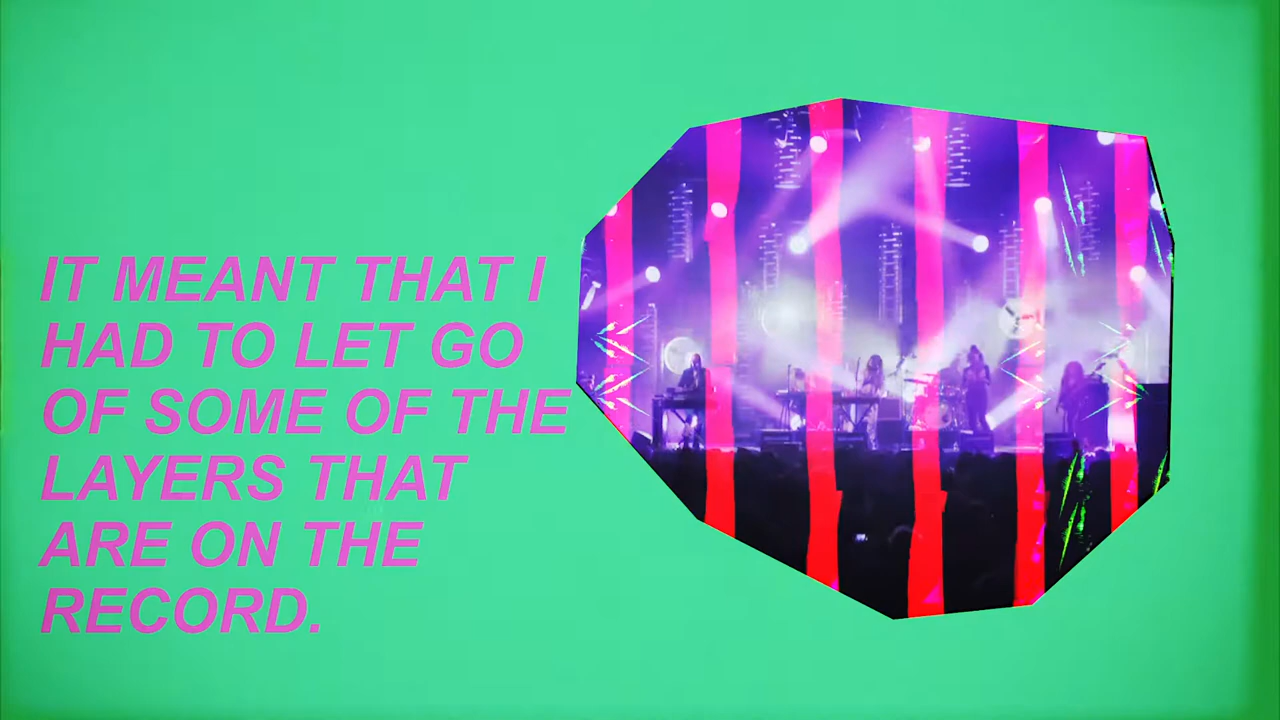 IT MEANT THAT I
HAD TO LET GO
OF SOME OF THE
LAYERS THAT
ARE ON THE
RECORD.